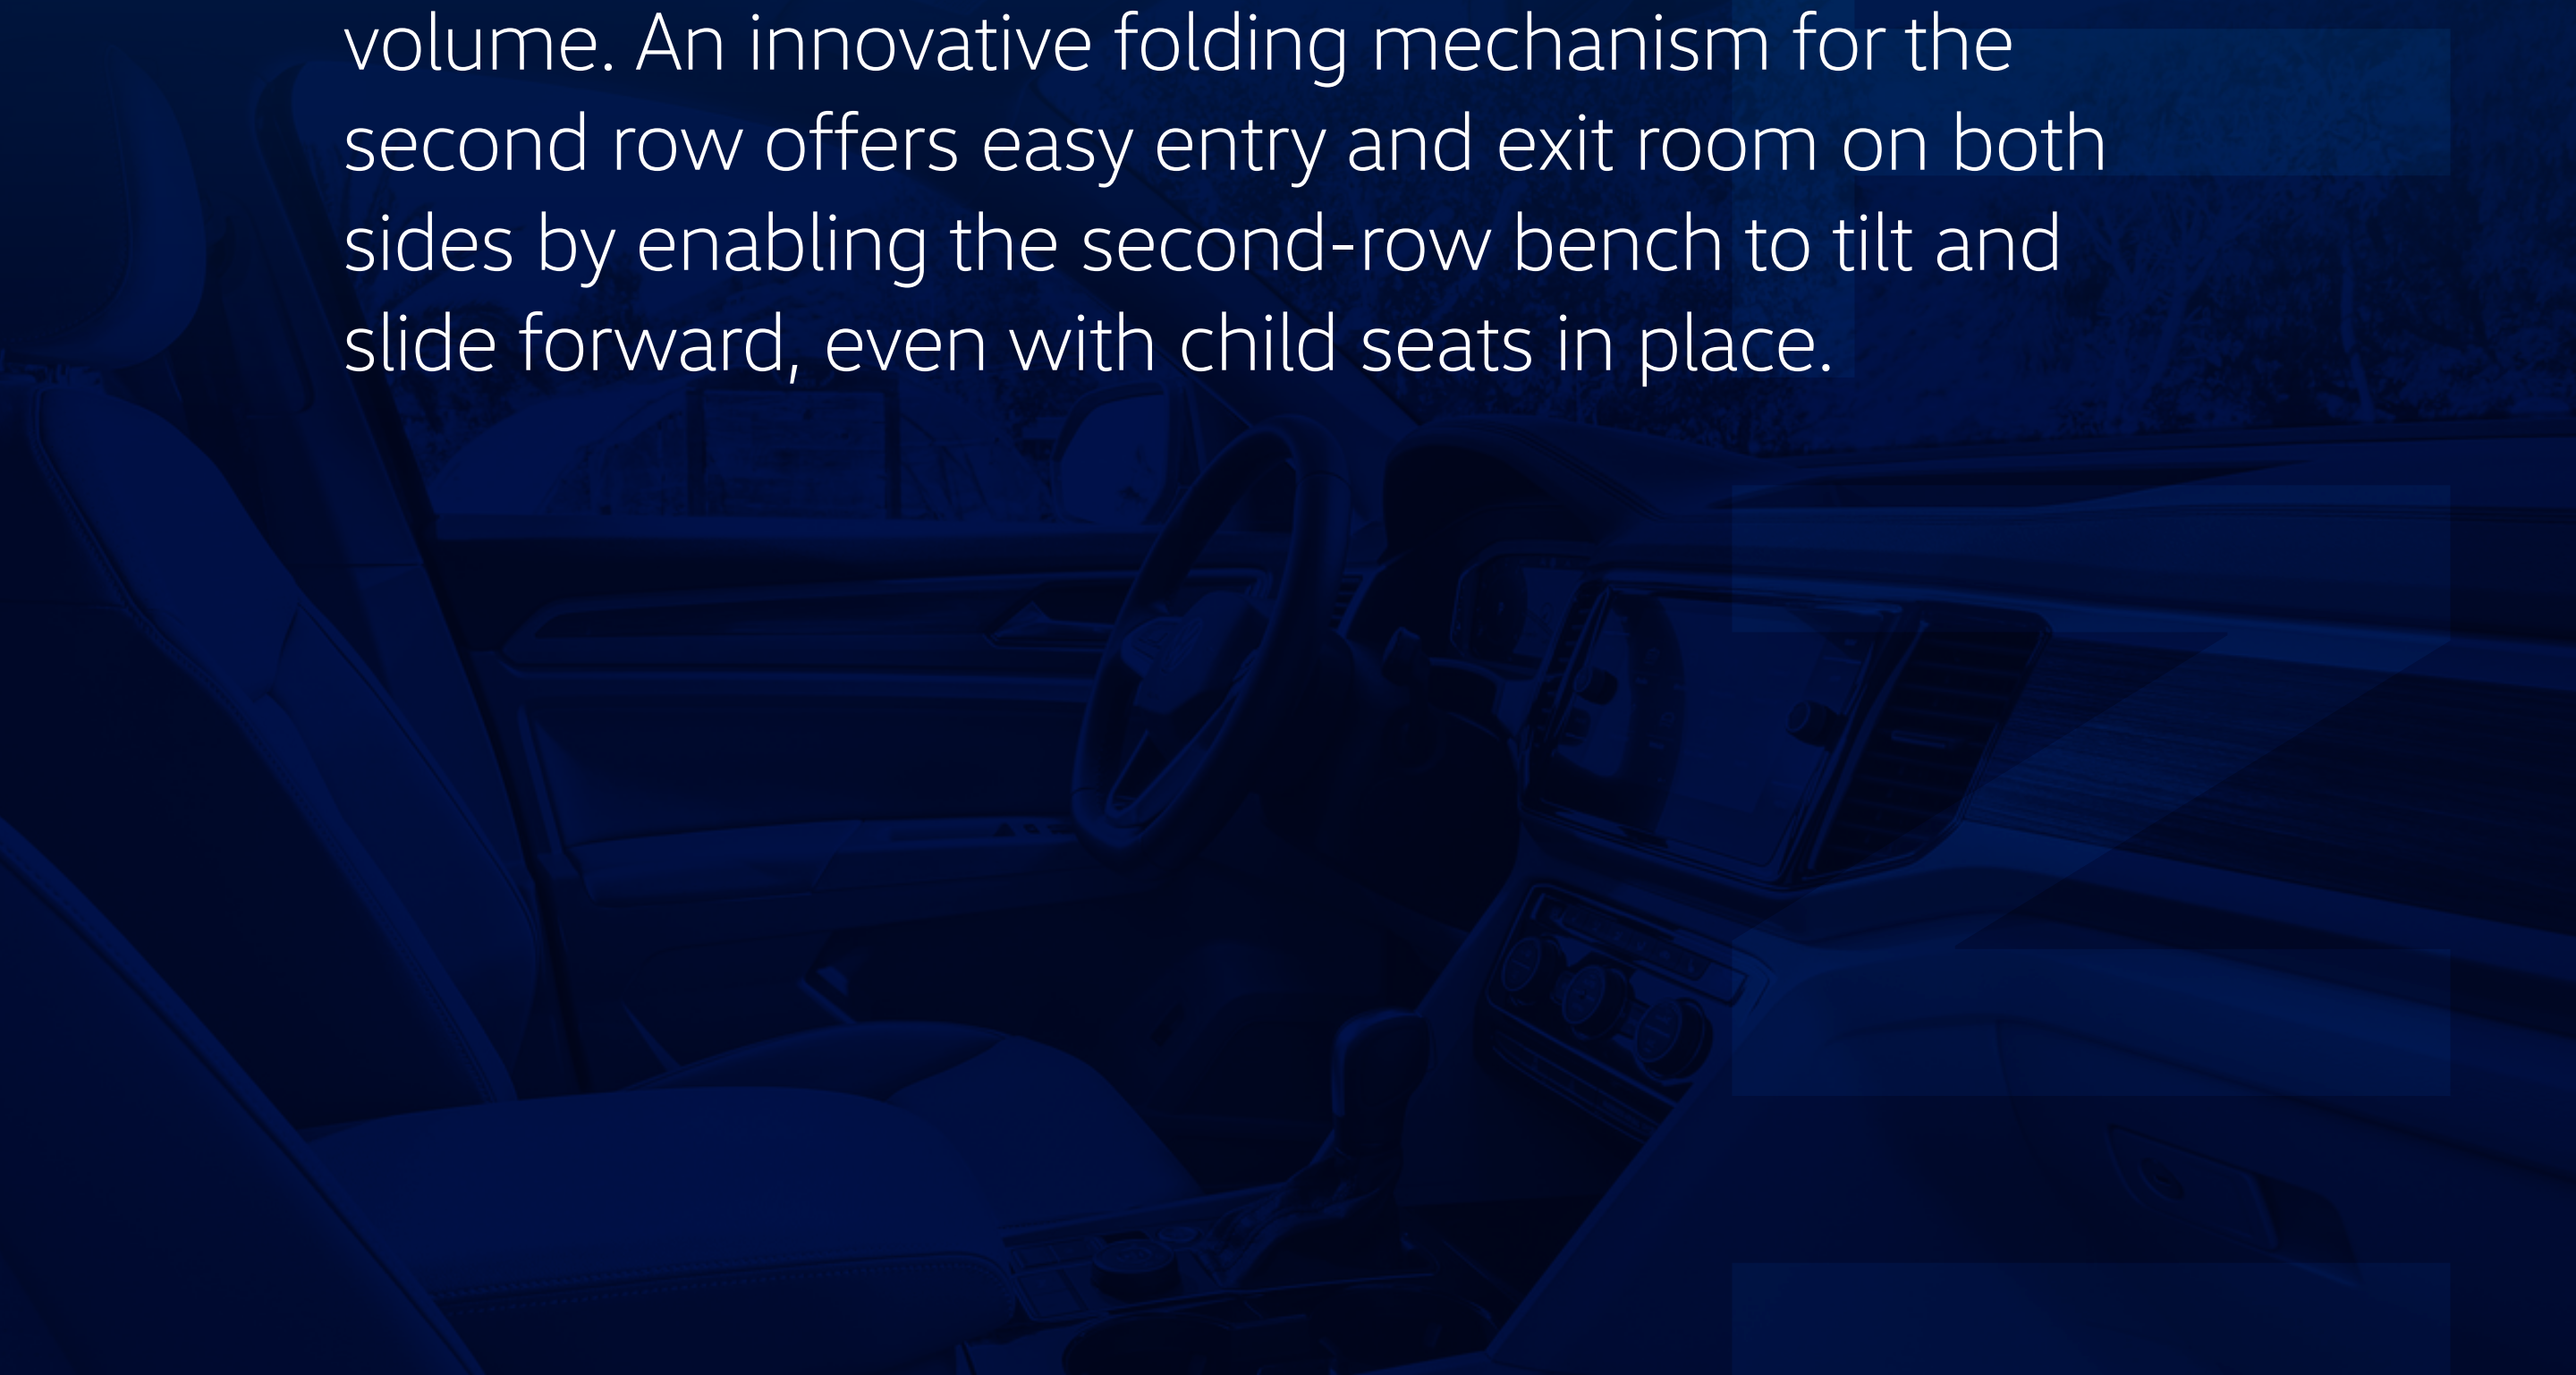 volume. An innovative folding mechanism for the
second row offers easy entry and exit room on both
sides by enabling the second-row bench to tilt and
slide forward, even with child seats in place.